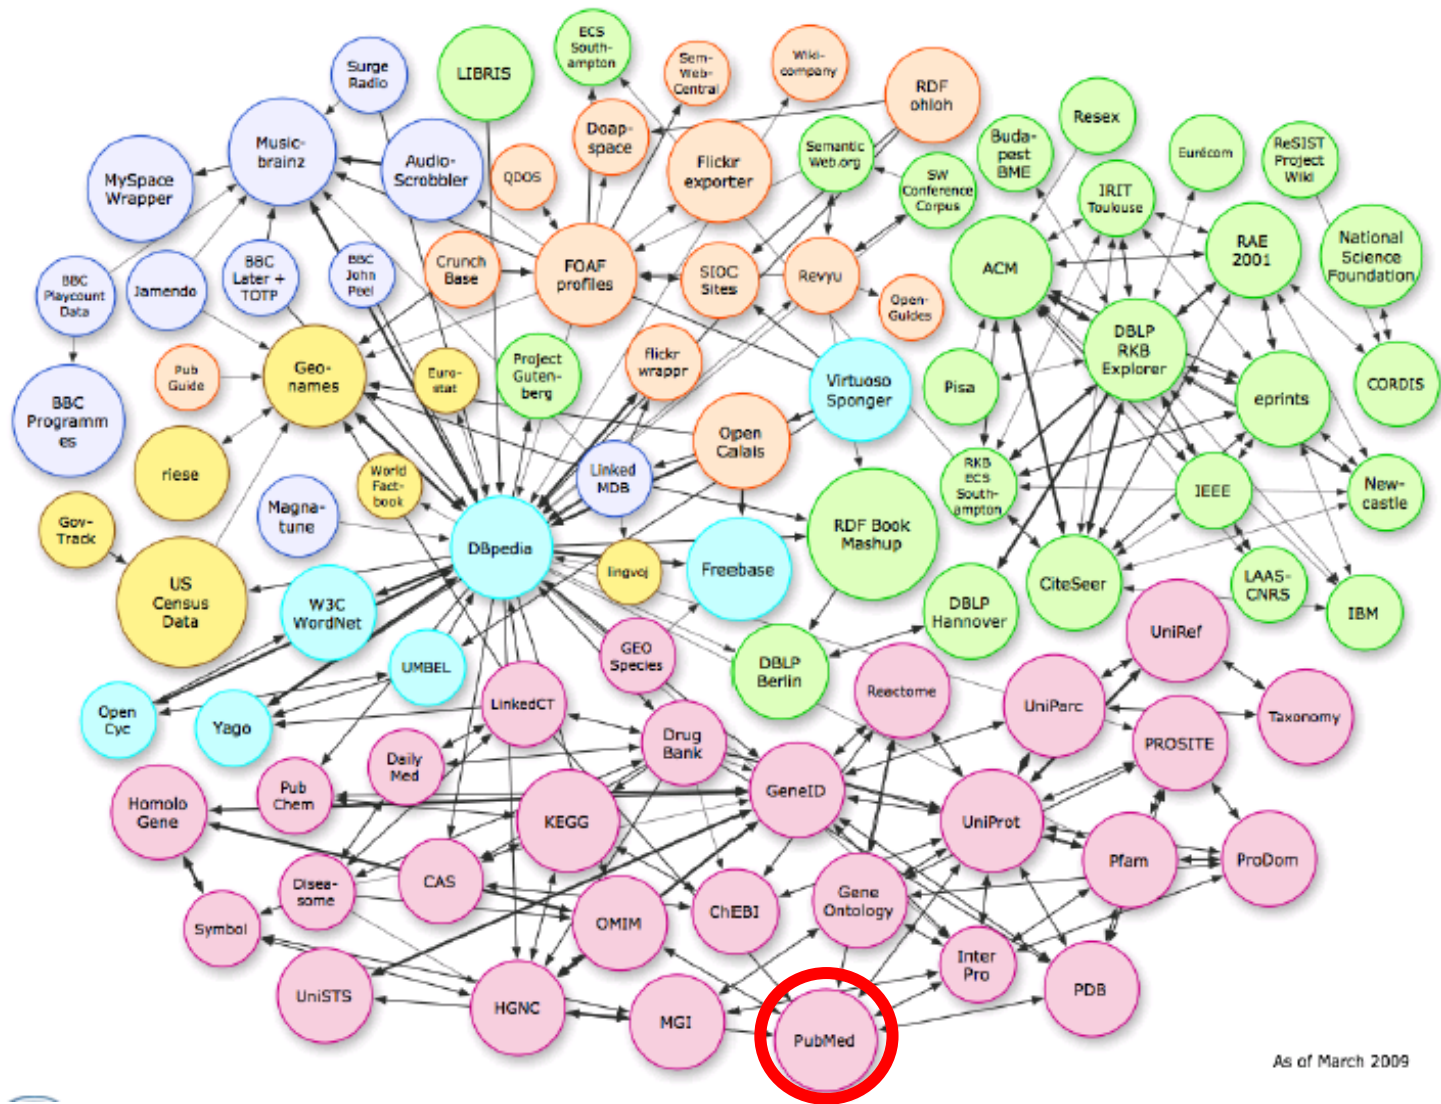 ECS
South-
ampton
Surge
Radio
LIBRIS
Sem-
Web-
Central
Wiki-
company
RDF
ohloh
Resex
Music-
brainz
Doap-
space
Buda-
pest
BME
Semantic
Web.org
Eurécom
ReSIST
Project
Wiki
MySpace
Wrapper
Audio-
Scrobbler
QDOS
Flickr
exporter
SW
Conference
Corpus
IRIT
Toulouse
BBC
Playcount
Data
Jamendo
BBC
Later +
TOTP
BBC
John
Peel
Crunch
Base
FOAF
profiles
SIOC
Sites
Revyu
Open-
Guides
ACM
RAE
2001
National
Science
Foundation
Pub
Guide
Geo-
names
Euro-
stat
Project
Guten-
berg
flickr
wrappr
Virtuoso
Sponger
Pisa
DBLP
RKB
Explorer
eprints
CORDIS
BBC
Programm
es
riese
World
Fact-
book
Linked
MDB
Open
Calais
RKB
ECS
South-
ampton
IEEE
New-
castle
Gov-
Track
Magna-
tune
DBpedia
lingvoj
Freebase
RDF Book
Mashup
US
Census
Data
W3C
WordNet
CiteSeer
LAAS-
CNRS
IBM
DBLP
Hannover
UMBEL
GEO
Species
DBLP
Berlin
UniRef
Open
Cyc
Yago
LinkedCT
Drug
Bank
Reactome
UniParc
PROSITE
Taxonomy
Homolo
Gene
Pub
Chem
Daily
Med
KEGG
GeneID
UniProt
Pfam
ProDom
Symbol
Disea-
some
CAS
OMIM
ChEBI
Gene
Ontology
Inter
Pro
PDB
UniSTS
HGNC
MGI
PubMed
As of March 2009